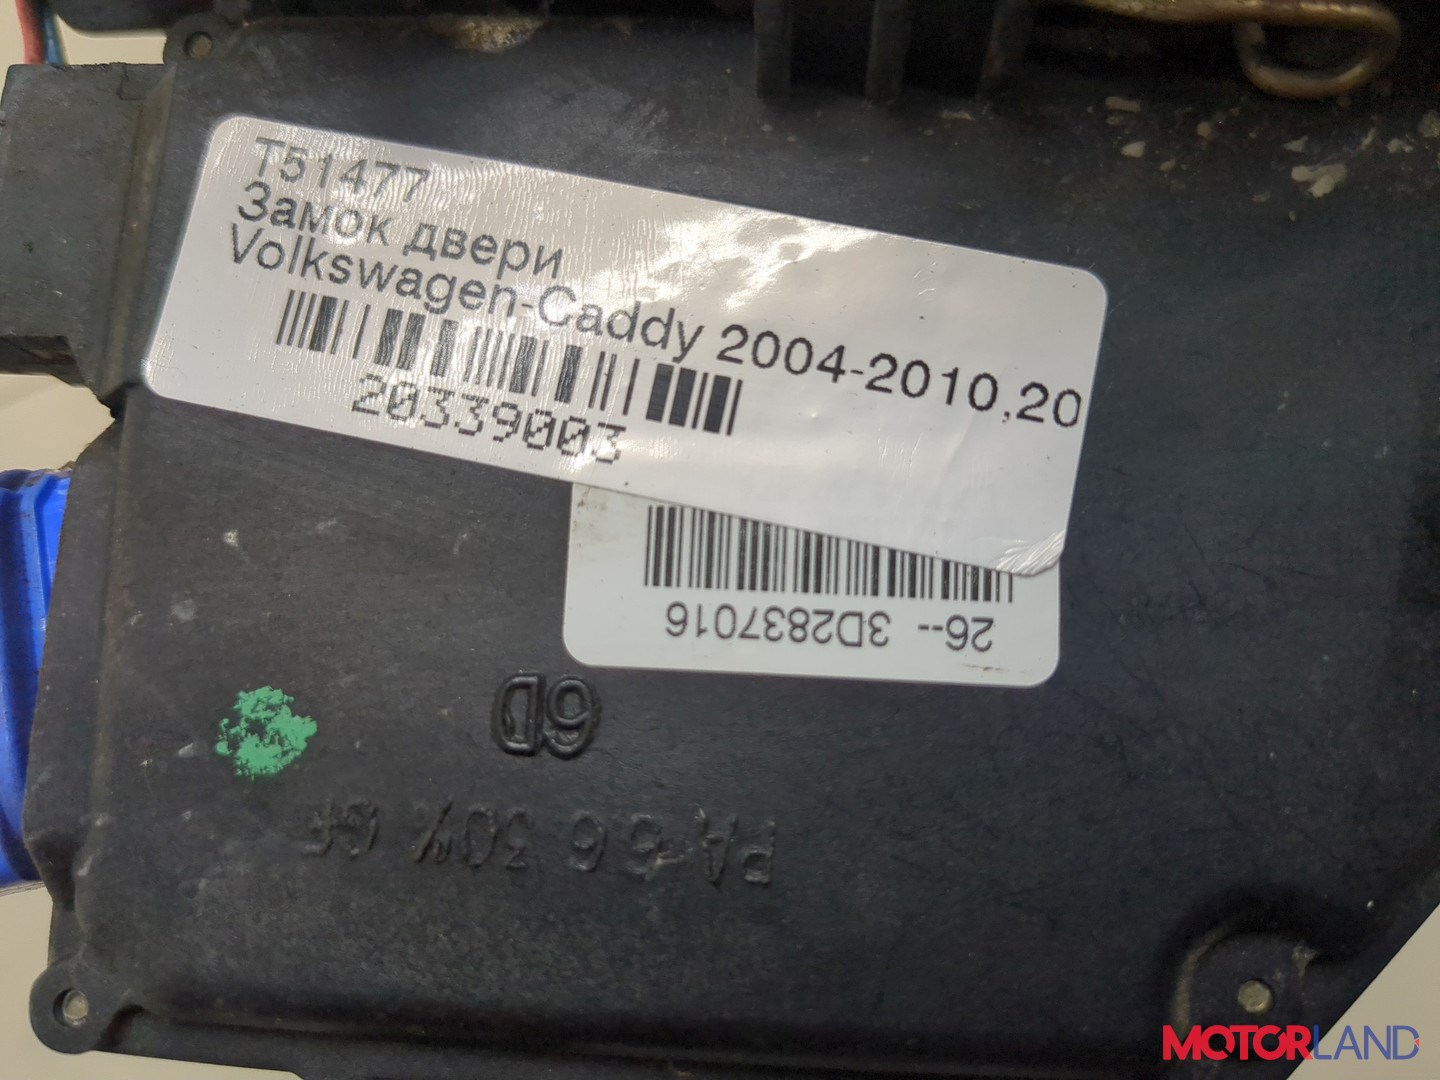 T51477
Замок двери
Volkswagen-Caddy 2004-2010,20
20339003
26-- 3D2837016
6D
PA 66 30% GF
MOTORLAND